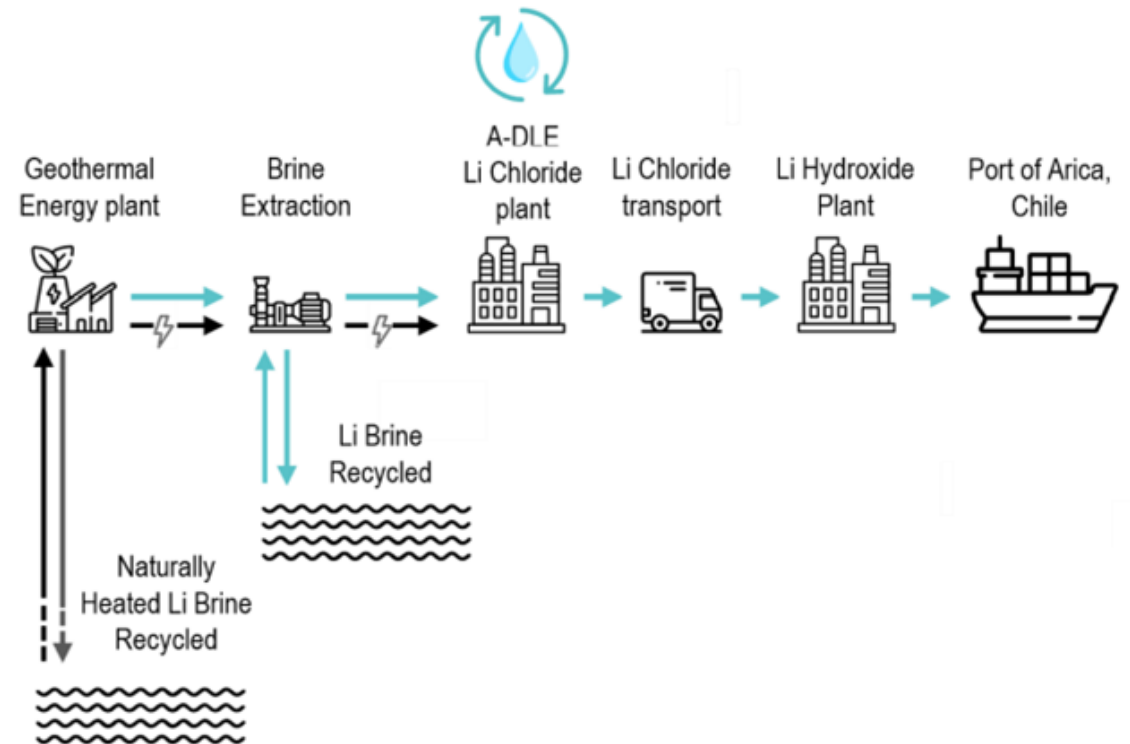 A-DLE
Geothermal
Energy plant
Brine
Extraction
Li Chloride
plant
Li Chloride
transport
Li Hydroxide
Plant
Port of Arica,
Chile
Li Brine
Recycled
Naturally
Heated Li Brine
Recycled